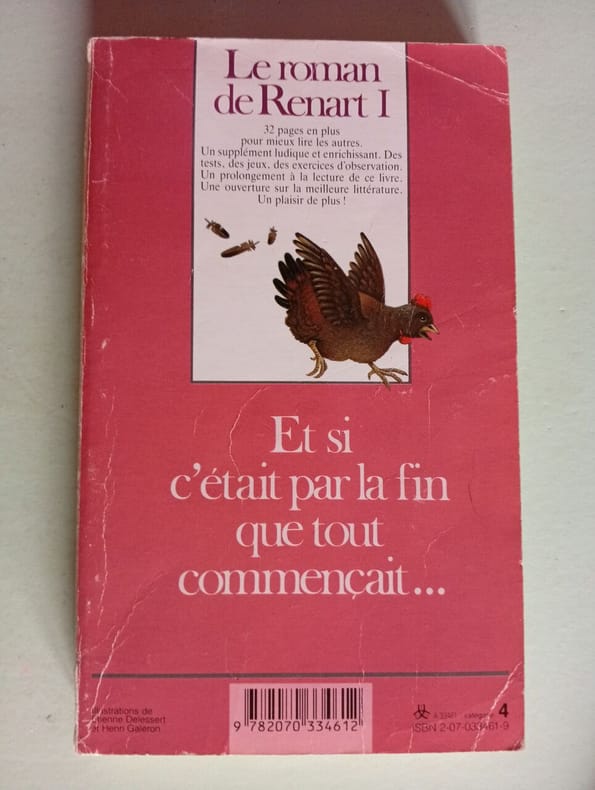 Le roman
de Renart I
32 pages en plus
pour mieux lire les autres.
Un supplément ludique et enrichissant. Des
tests, des jeux, des exercices d'observation.
Un prolongement à la lecture de ce livre.
Une ouverture sur la meilleure littérature.
Un plaisir de plus !
Et si
c'était par la fin
que tout
commençait...
illustrations de
Etienne Delessert
et Henri Galeron
9 782070 334612
A 33461 catégorie 4
ISBN 2-07-033461-9